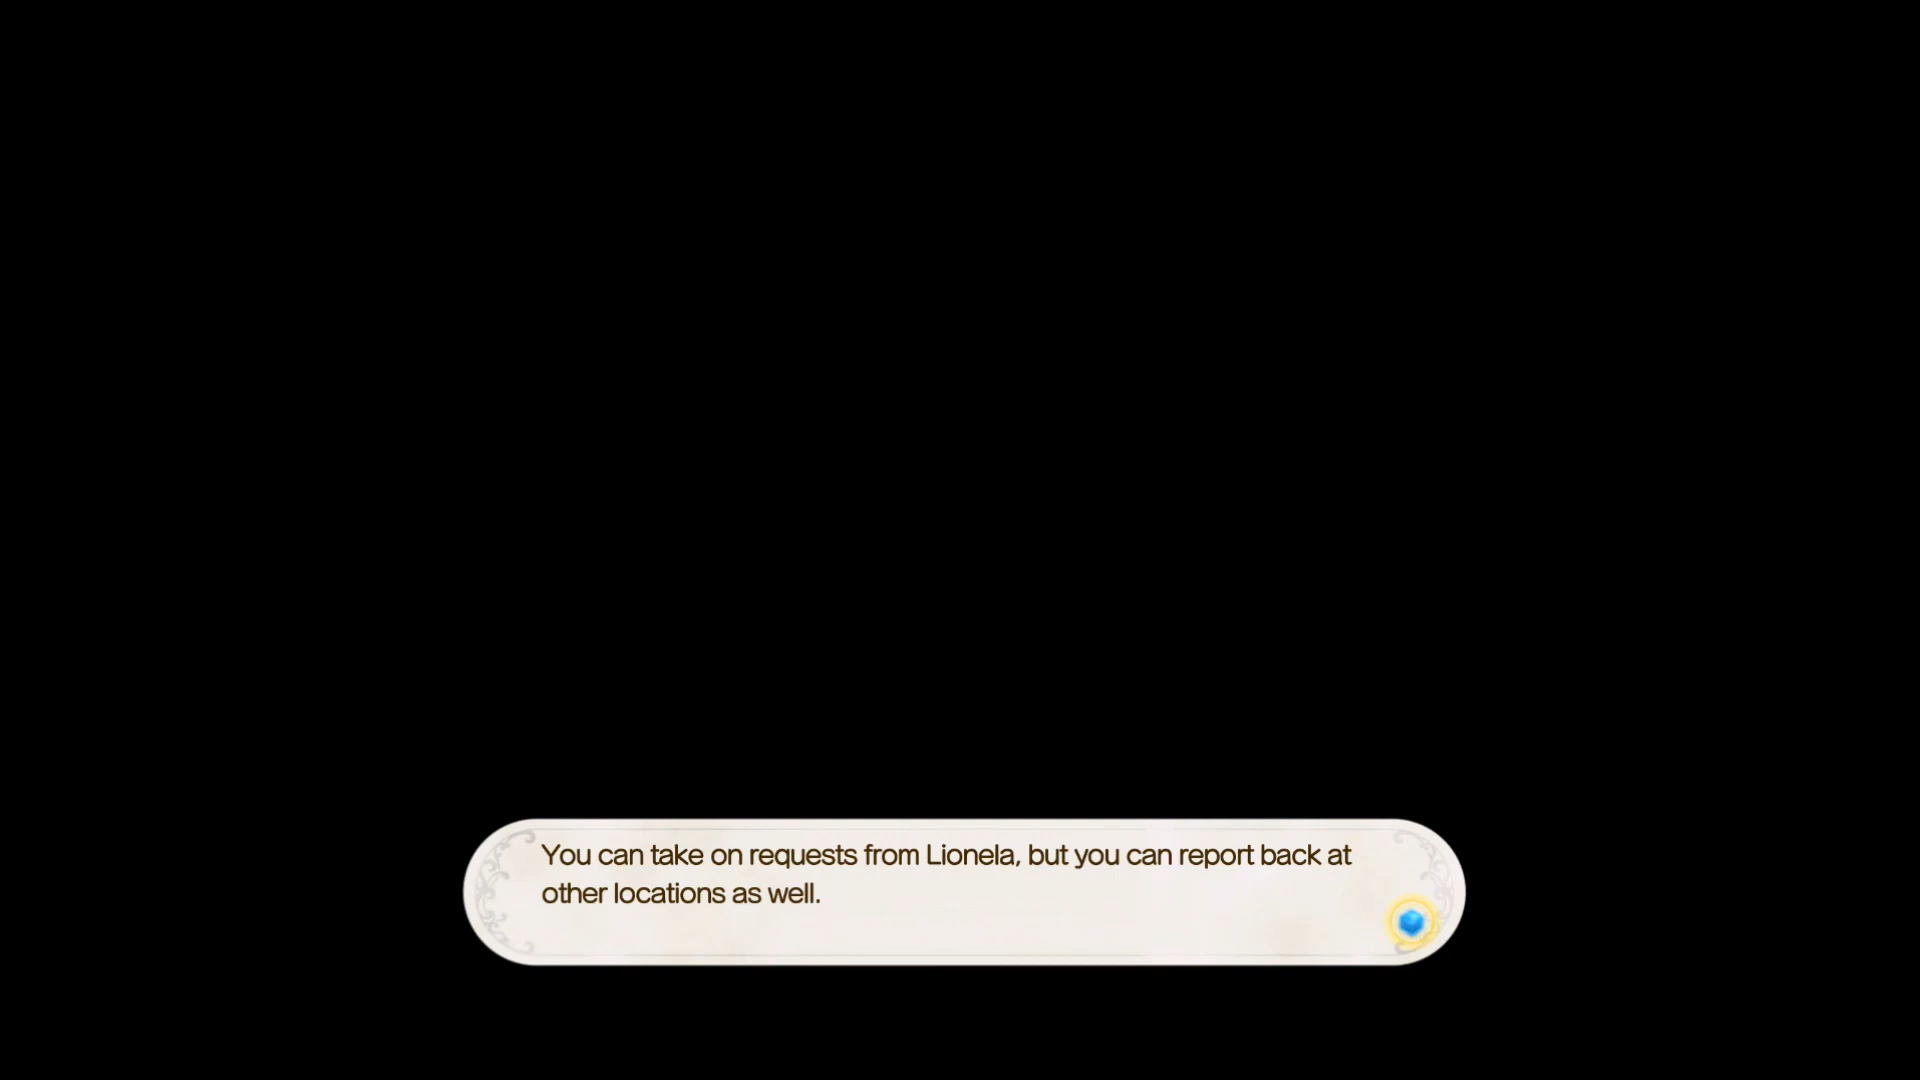 You can take on requests from Lionela, but you can report back at
other locations as well.